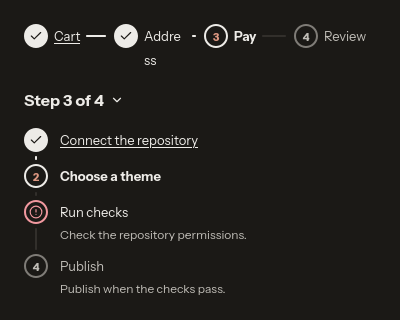 Cart Addre 3 Pay 4 Review
ss
Step 3 of 4
Connect the repository
2 Choose a theme
Run checks
Check the repository permissions.
4 Publish
Publish when the checks pass.